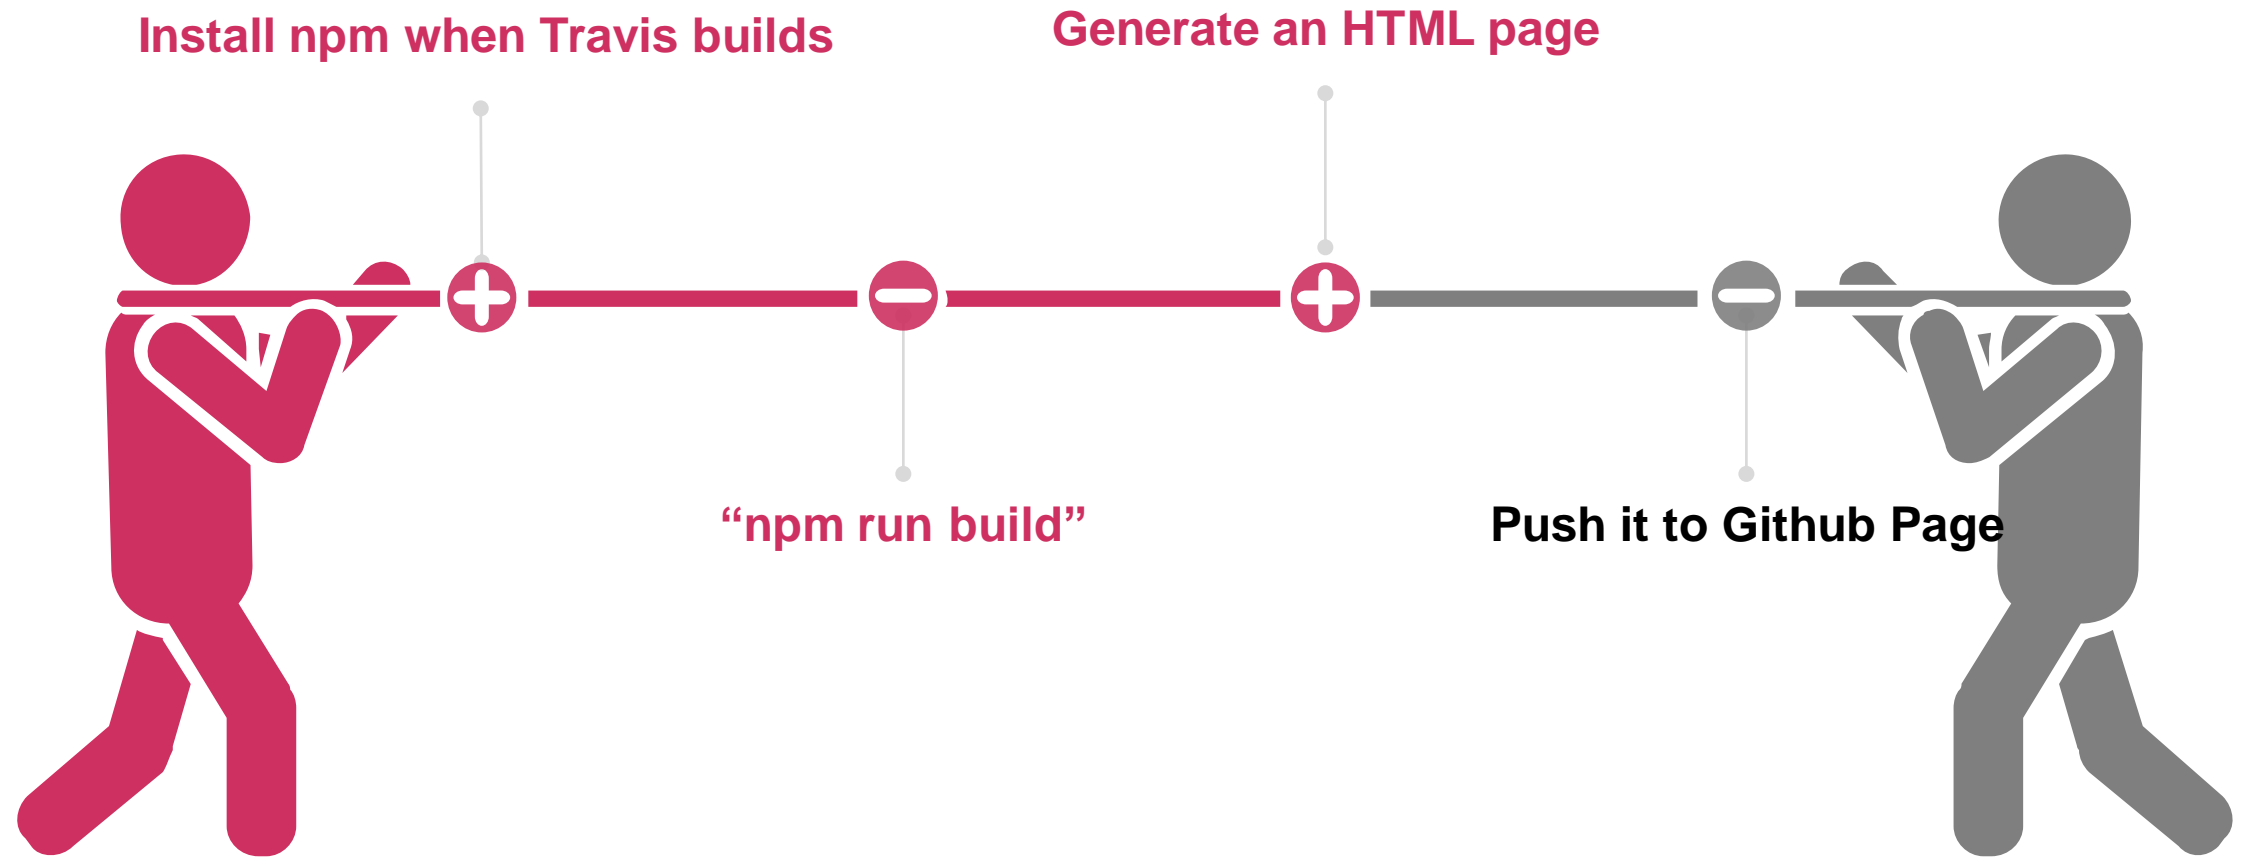 Install npm when Travis builds
Generate an HTML page
“npm run build”
Push it to Github Page